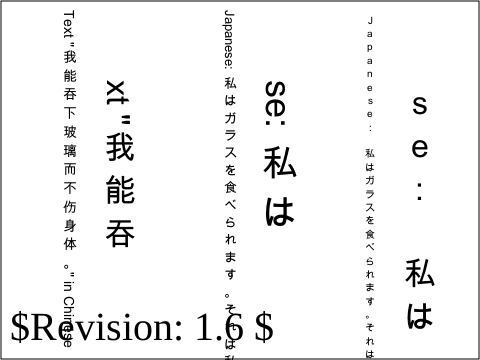 Text "我能吞下玻璃而不伤身体。" in Chinese
xt "我能吞
Japanese: 私はガラスを食べられます。それは私
se: 私は
Japanese: 私はガラスを食べられます。それは
se: 私は
$Revision: 1.6 $